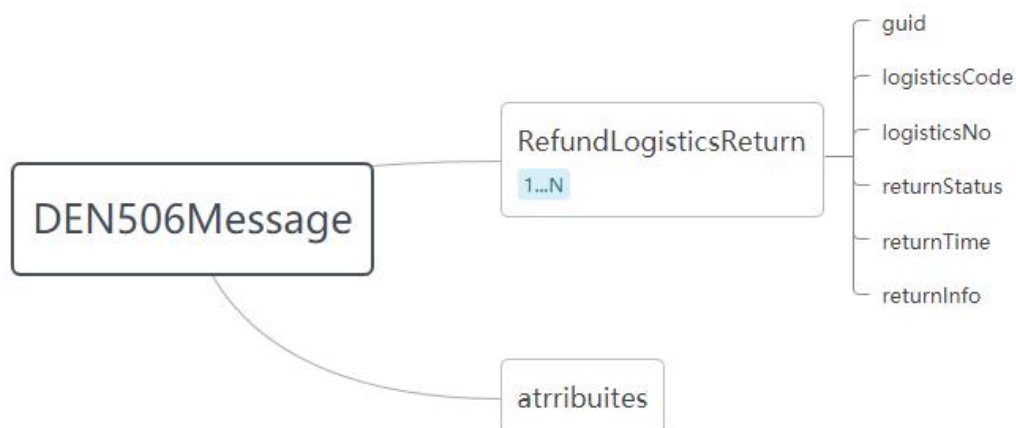 DEN506Message
RefundLogisticsReturn
1...N
guid
logisticsCode
logisticsNo
returnStatus
returnTime
returnInfo
atrribuites